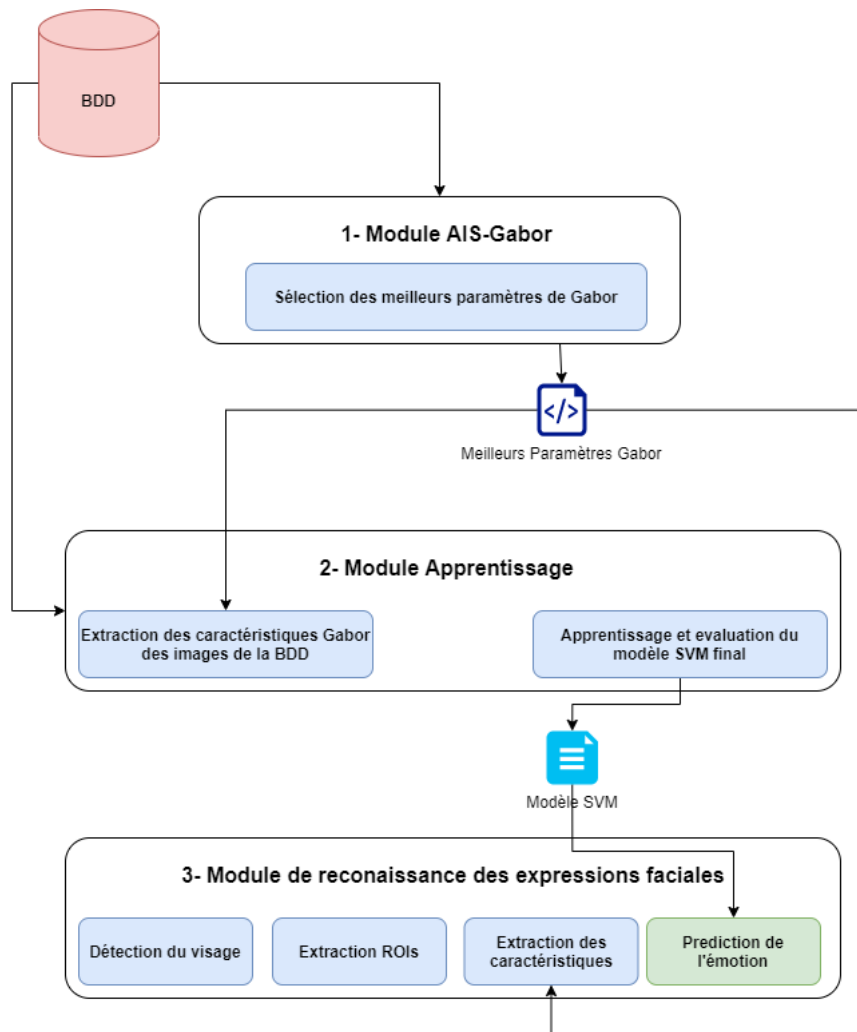 BDD
1- Module AIS-Gabor
Sélection des meilleurs paramètres de Gabor
</>
Meilleurs Paramètres Gabor
2- Module Apprentissage
Extraction des caractéristiques Gabor
des images de la BDD
Apprentissage et evaluation du
modèle SVM final
Modèle SVM
3- Module de reconaissance des expressions faciales
Détection du visage
Extraction ROIs
Extraction des
caractéristiques
Prediction de
l'émotion